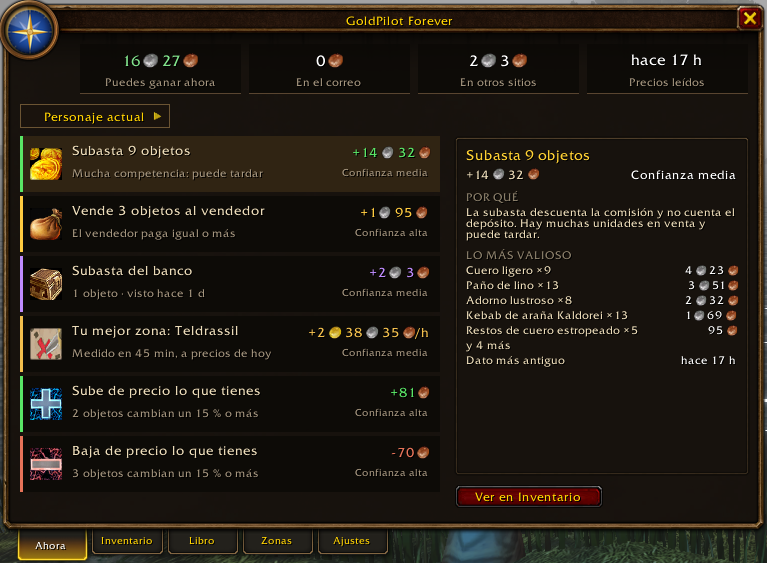 GoldPilot Forever
16 27
Puedes ganar ahora
0
En el correo
2 3
En otros sitios
hace 17 h
Precios leídos
Personaje actual
Subasta 9 objetos
+14 32
Mucha competencia: puede tardar
Confianza media
Vende 3 objetos al vendedor
+1 95
El vendedor paga igual o más
Confianza alta
Subasta del banco
+2 3
1 objeto · visto hace 1 d
Confianza media
Tu mejor zona: Teldrassil
+2 38 35 /h
Medido en 45 min, a precios de hoy
Confianza media
Sube de precio lo que tienes
+81
2 objetos cambian un 15 % o más
Confianza alta
Baja de precio lo que tienes
-70
3 objetos cambian un 15 % o más
Confianza alta
Subasta 9 objetos
+14 32
Confianza media
POR QUÉ
La subasta descuenta la comisión y no cuenta el
depósito. Hay muchas unidades en venta y
puede tardar.
LO MÁS VALIOSO
Cuero ligero ×9 4 23
Paño de lino ×13 3 51
Adorno lustroso ×8 2 32
Kebab de araña Kaldorei ×13 1 69
Restos de cuero estropeado ×5 95
y 4 más
Dato más antiguo hace 17 h
Ver en Inventario
Ahora
Inventario
Libro
Zonas
Ajustes